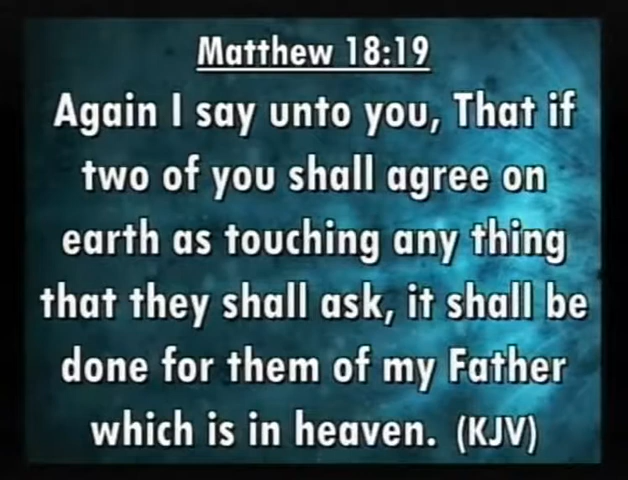 Matthew 18:19
Again I say unto you, That if
two of you shall agree on
earth as touching any thing
that they shall ask, it shall be
done for them of my Father
which is in heaven. (KJV)